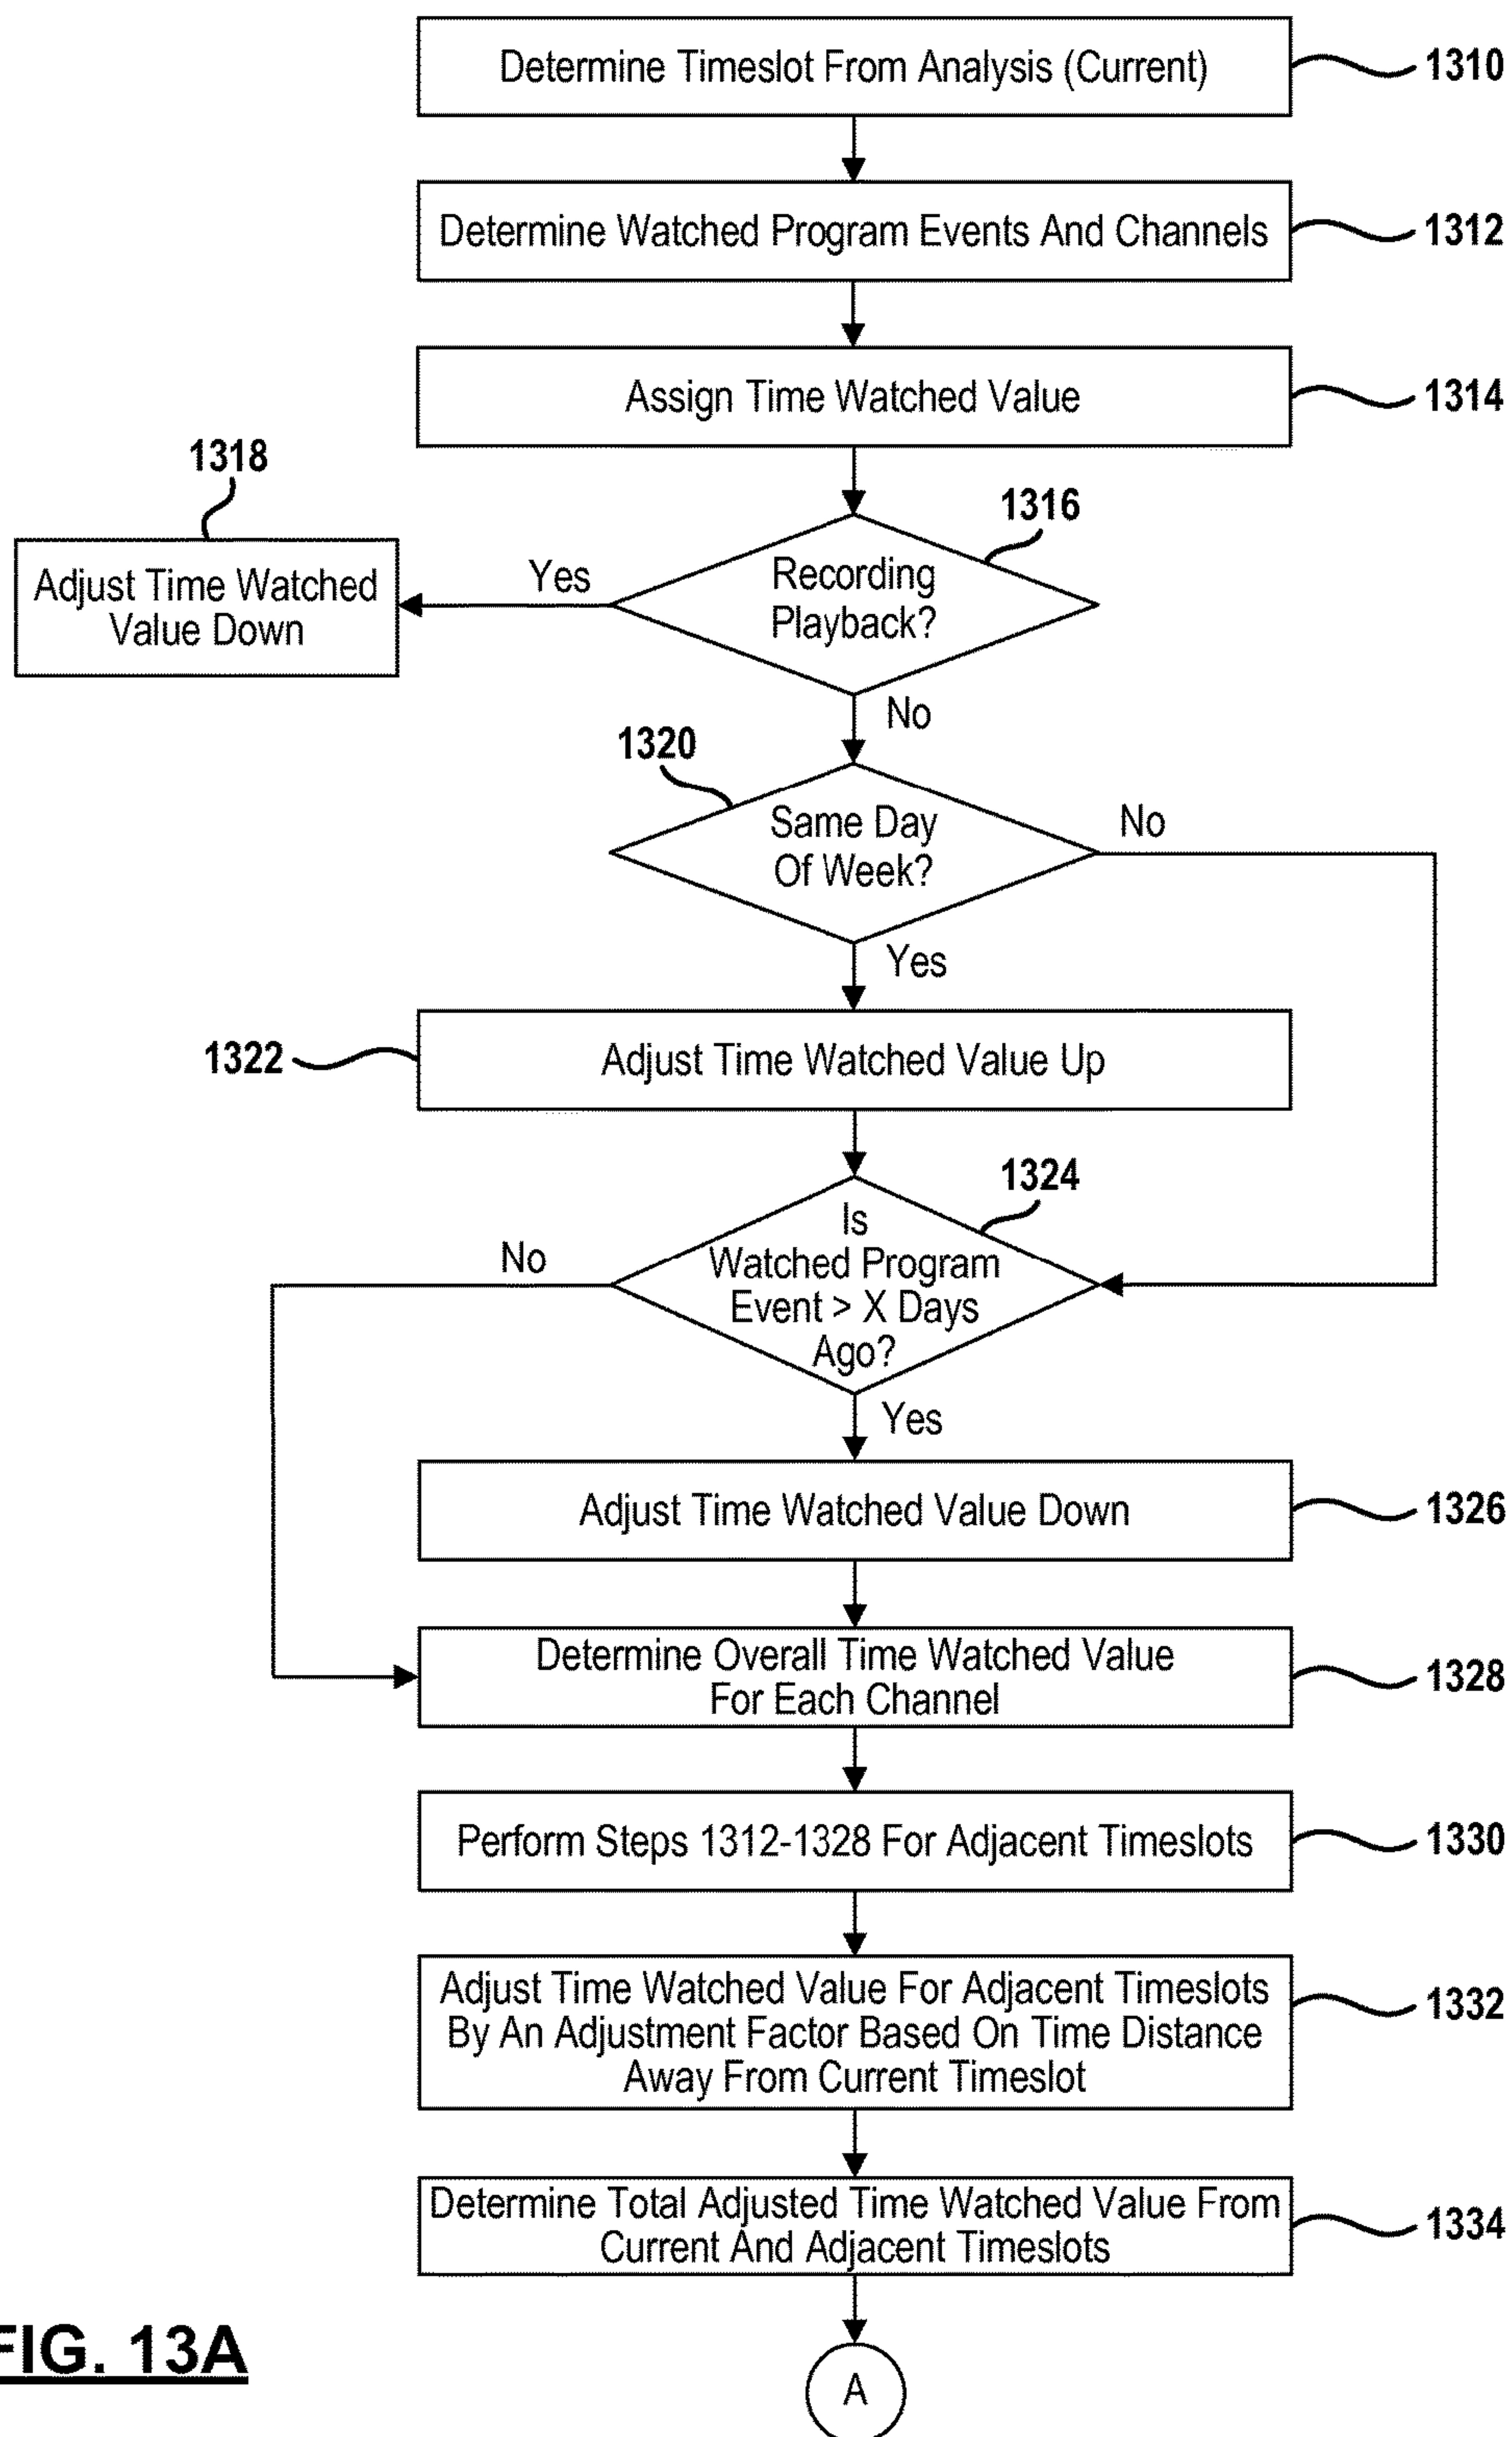 Determine Timeslot From Analysis (Current)
1310
Determine Watched Program Events And Channels
1312
Assign Time Watched Value
1314
1318
1316
Adjust Time Watched
Value Down
Yes
Recording
Playback?
No
1320
Same Day
Of Week?
No
Yes
1322
Adjust Time Watched Value Up
1324
Is
Watched Program
Event > X Days
Ago?
No
Yes
Adjust Time Watched Value Down
1326
Determine Overall Time Watched Value
For Each Channel
1328
Perform Steps 1312-1328 For Adjacent Timeslots
1330
Adjust Time Watched Value For Adjacent Timeslots
By An Adjustment Factor Based On Time Distance
Away From Current Timeslot
1332
Determine Total Adjusted Time Watched Value From
Current And Adjacent Timeslots
1334
FIG. 13A
A